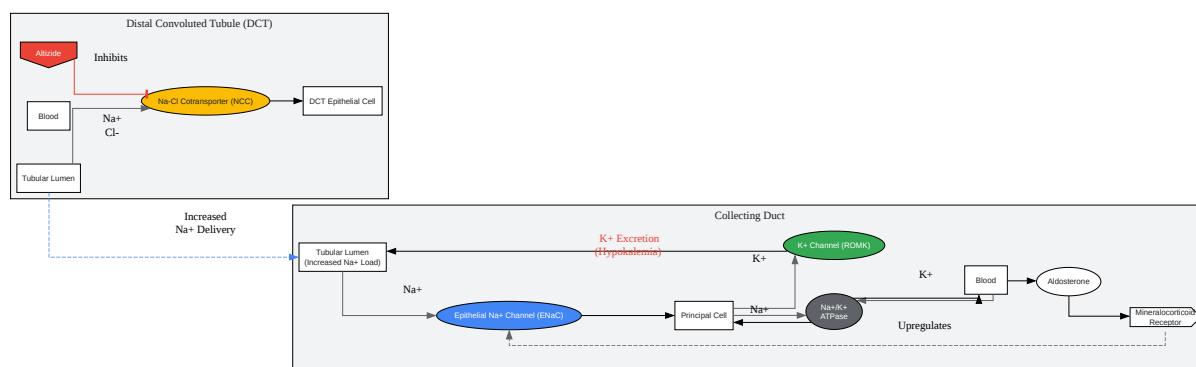 Distal Convoluted Tubule (DCT)
Altizide
Inhibits
Na-Cl Cotransporter (NCC)
DCT Epithelial Cell
Blood
Na+
Cl-
Tubular Lumen
Increased
Na+ Delivery
Collecting Duct
Tubular Lumen
(Increased Na+ Load)
K+ Excretion
(Hypokalemia)
K+ Channel (ROMK)
K+
Na+
K+
Blood
Aldosterone
Epithelial Na+ Channel (ENaC)
Principal Cell
Na+
Na+/K+
ATPase
Upregulates
Mineralocorticoid
Receptor